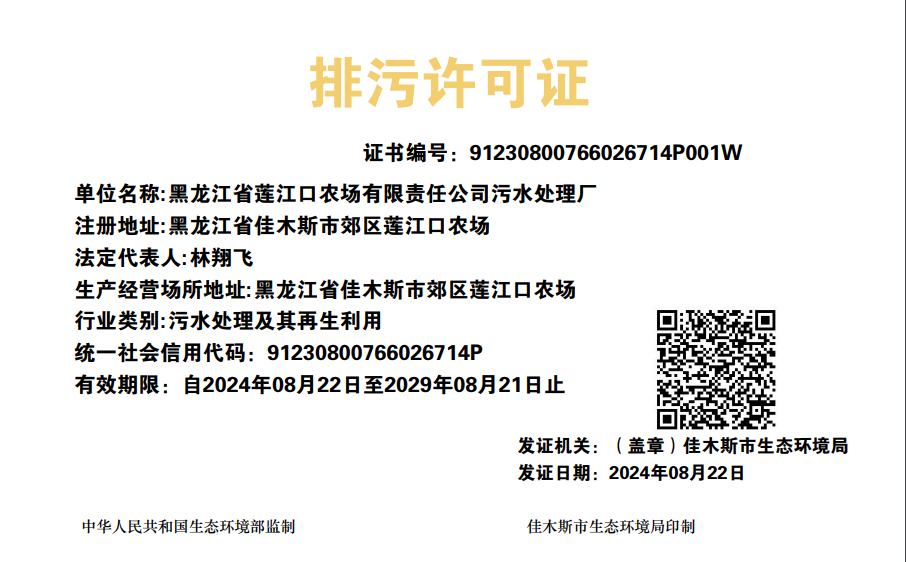 排污许可证
证书编号：91230800766026714P001W
单位名称:黑龙江省莲江口农场有限责任公司污水处理厂
注册地址:黑龙江省佳木斯市郊区莲江口农场
法定代表人:林翔飞
生产经营场所地址:黑龙江省佳木斯市郊区莲江口农场
行业类别:污水处理及其再生利用
统一社会信用代码：91230800766026714P
有效期限：自2024年08月22日至2029年08月21日止
发证机关：（盖章）佳木斯市生态环境局
发证日期：2024年08月22日
中华人民共和国生态环境部监制
佳木斯市生态环境局印制